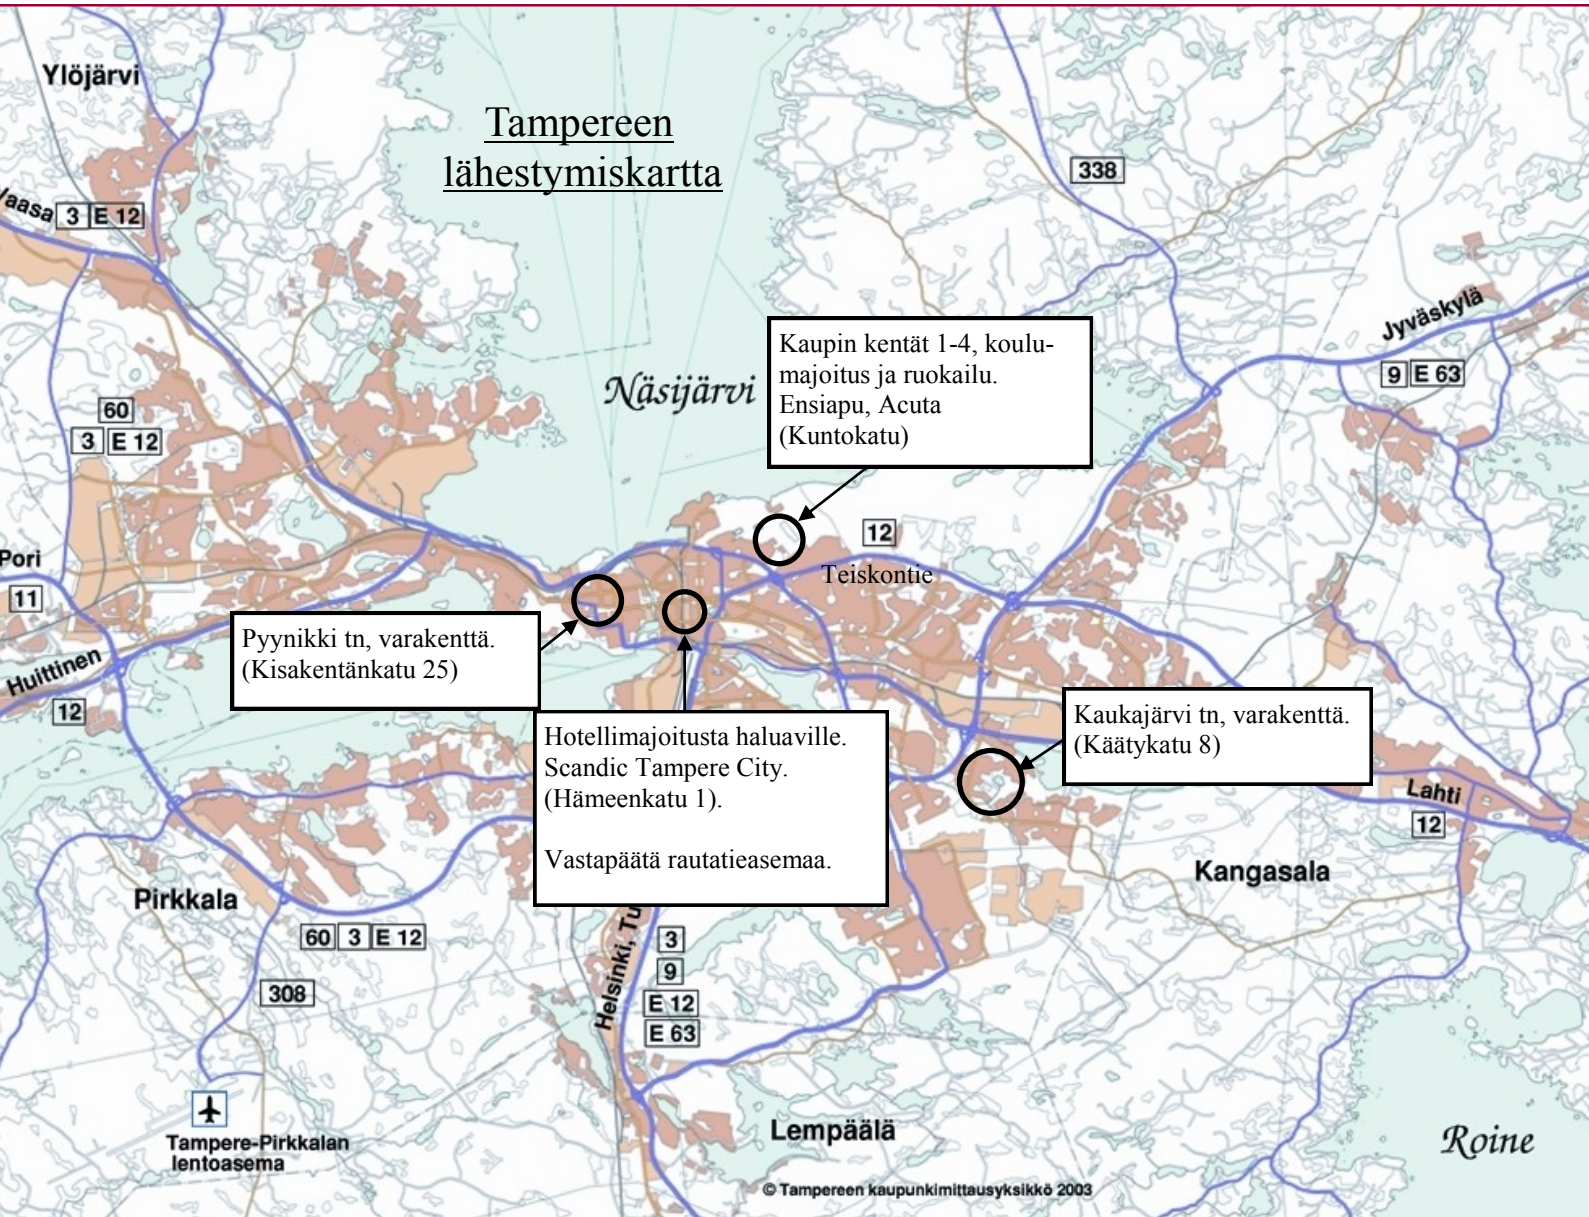 Ylöjärvi
Tampereen
lähestymiskartta
338
3 E 12
Jyväskylä
9 E 63
Kaupin kentät 1-4, koulu-
majoitus ja ruokailu.
Ensiapu, Acuta
(Kuntokatu)
Näsijärvi
60
3 E 12
12
Teiskontie
Pori
11
Pyynikki tn, varakenttä.
(Kisakentänkatu 25)
Huittinen
12
Hotellimajoitusta haluaville.
Scandic Tampere City.
(Hämeenkatu 1).
Vastapäätä rautatieasemaa.
Kaukajärvi tn, varakenttä.
(Käätykatu 8)
Lahti
12
Kangasala
Pirkkala
60 3 E 12
308
Helsinki, Tu
3
9
E 12
E 63
Tampere-Pirkkalan
lentoasema
Lempäälä
Roine
© Tampereen kaupunkimittausyksikkö 2003